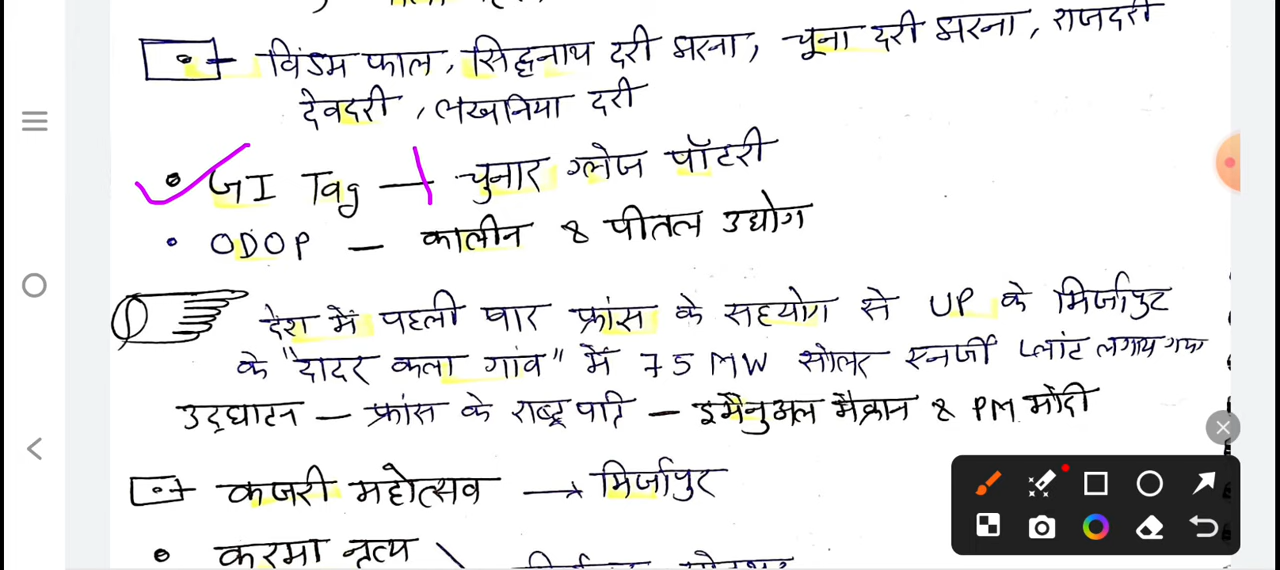 विंडम फाल, सिद्धनाथ दरी झरना, चूना दरी झरना, राजदरी
देवदरी, लखनिया दरी
• GI Tag — चुनार ग्लेज पॉटरी
• ODOP — कालीन & पीतल उद्योग
देश में पहली बार फ्रांस के सहयोग से UP के मिर्जापुर
के "दादर कला गांव" में 75 MW सोलर एनर्जी प्लांट लगाय गया
उद्घाटन — फ्रांस के राष्ट्रपति — इमैनुअल मैक्रान & PM मोदी
कजरी महोत्सव → मिर्जापुर
• करमा नृत्य